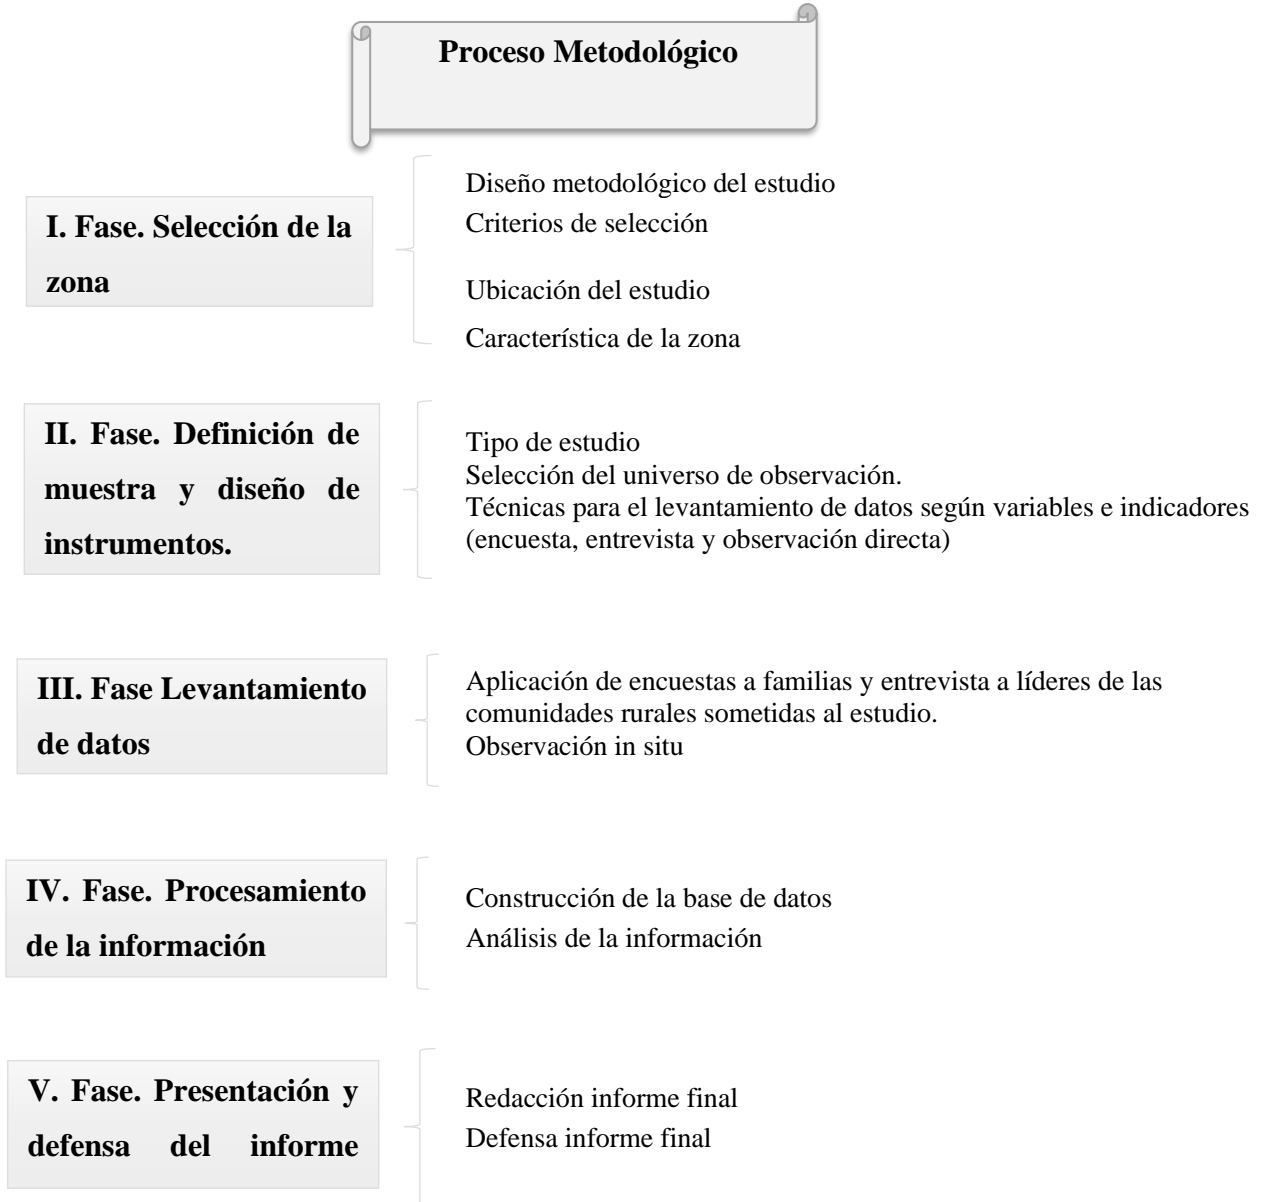 Proceso Metodológico
I. Fase. Selección de la
zona
Diseño metodológico del estudio
Criterios de selección
Ubicación del estudio
Característica de la zona
II. Fase. Definición de
muestra y diseño de
instrumentos.
Tipo de estudio
Selección del universo de observación.
Técnicas para el levantamiento de datos según variables e indicadores
(encuesta, entrevista y observación directa)
III. Fase Levantamiento
de datos
Aplicación de encuestas a familias y entrevista a líderes de las
comunidades rurales sometidas al estudio.
Observación in situ
IV. Fase. Procesamiento
de la información
Construcción de la base de datos
Análisis de la información
V. Fase. Presentación y
defensa del informe
Redacción informe final
Defensa informe final